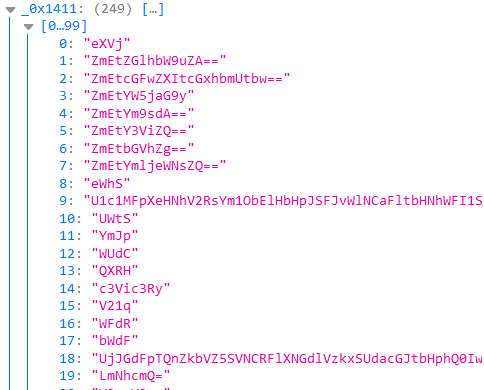 _0x1411: (249) […]
[0…99]
0: "eXVj"
1: "ZmEtZGlhbW9uZA=="
2: "ZmEtcGFwZXItcGxhbmUtbw=="
3: "ZmEtYW5jaG9y"
4: "ZmEtYm9sdA=="
5: "ZmEtY3ViZQ=="
6: "ZmEtbGVhZg=="
7: "ZmEtYmljeWNsZQ=="
8: "eWhS"
9: "U1c1MFpXeHNhV2RsYm1ObElHbHpJSFJvWlNCaFltbHNhWFI1S
10: "UWtS"
11: "YmJp"
12: "WUdC"
13: "QXRH"
14: "c3Vic3Ry"
15: "V21q"
16: "WFdR"
17: "bWdF"
18: "UjJGdFpTQnZkbVZ5SVNCRFlXNGdlVzkxSUdacGJtbHphQ0Iw
19: "LmNhcmQ="